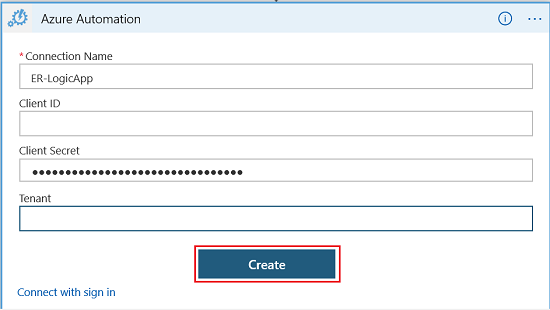 Azure Automation
* Connection Name
ER-LogicApp
Client ID
Client Secret
●●●●●●●●●●●●●●●●●●●●●●●●●●●●●●●●
Tenant
Create
Connect with sign in